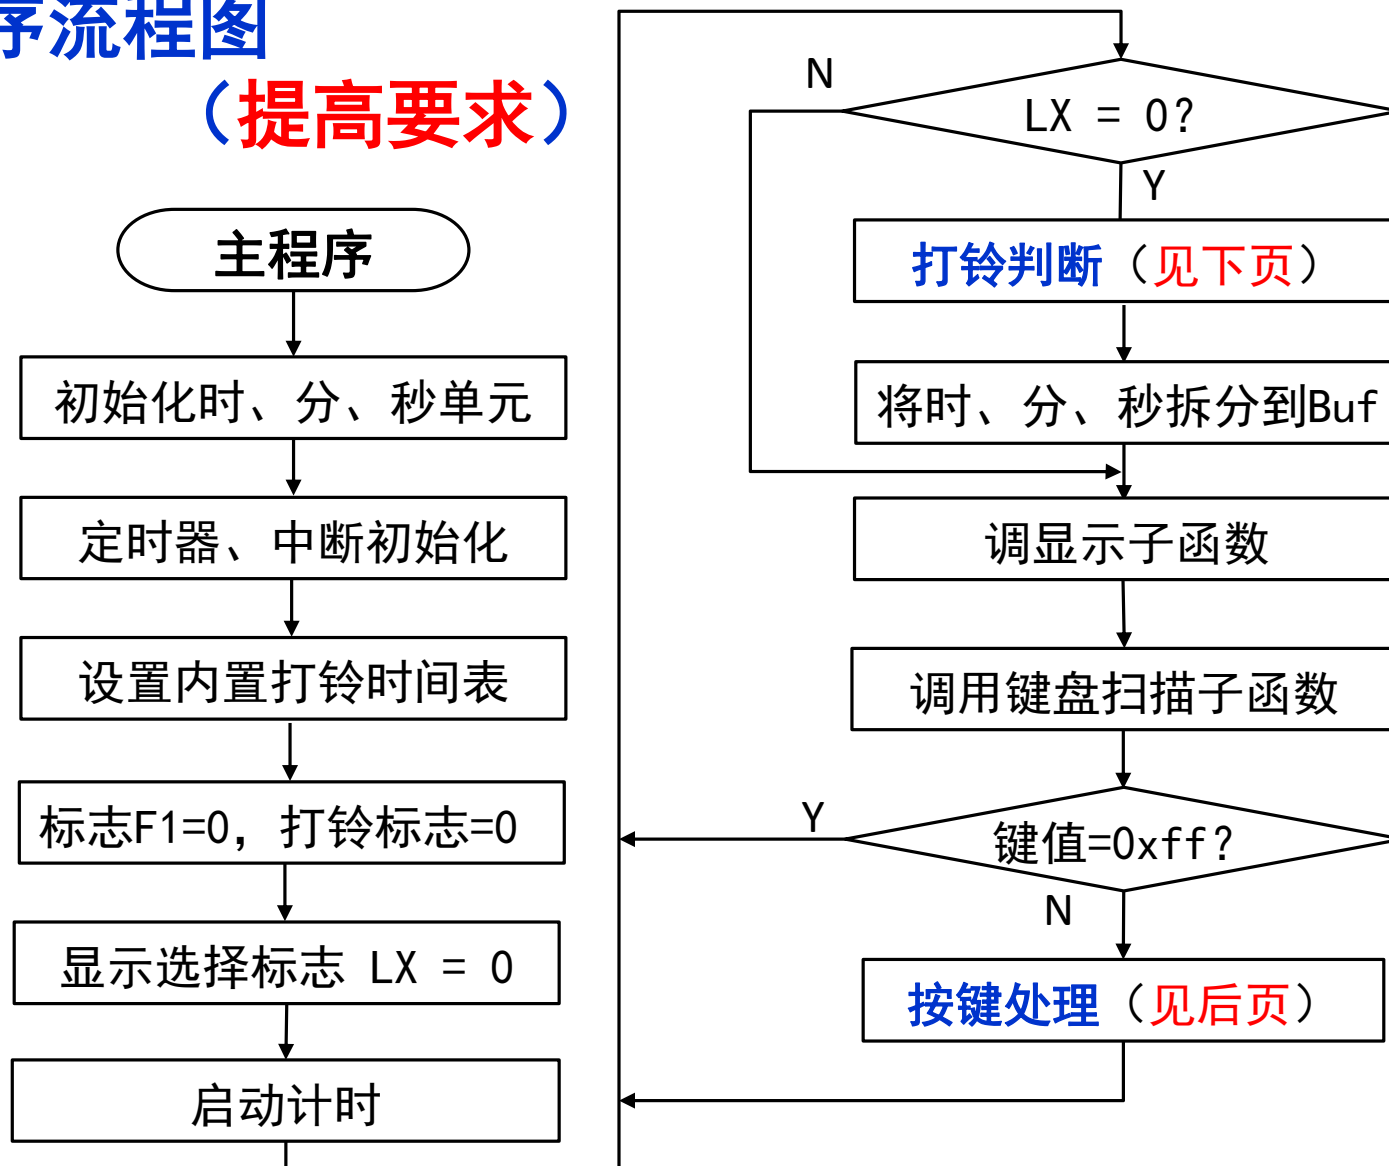 序流程图
（提高要求）
主程序
初始化时、分、秒单元
定时器、中断初始化
设置内置打铃时间表
标志F1=0，打铃标志=0
显示选择标志 LX = 0
启动计时
LX = 0?
N
Y
打铃判断（见下页）
将时、分、秒拆分到Buf
调显示子函数
调用键盘扫描子函数
键值=0xff?
Y
N
按键处理（见后页）